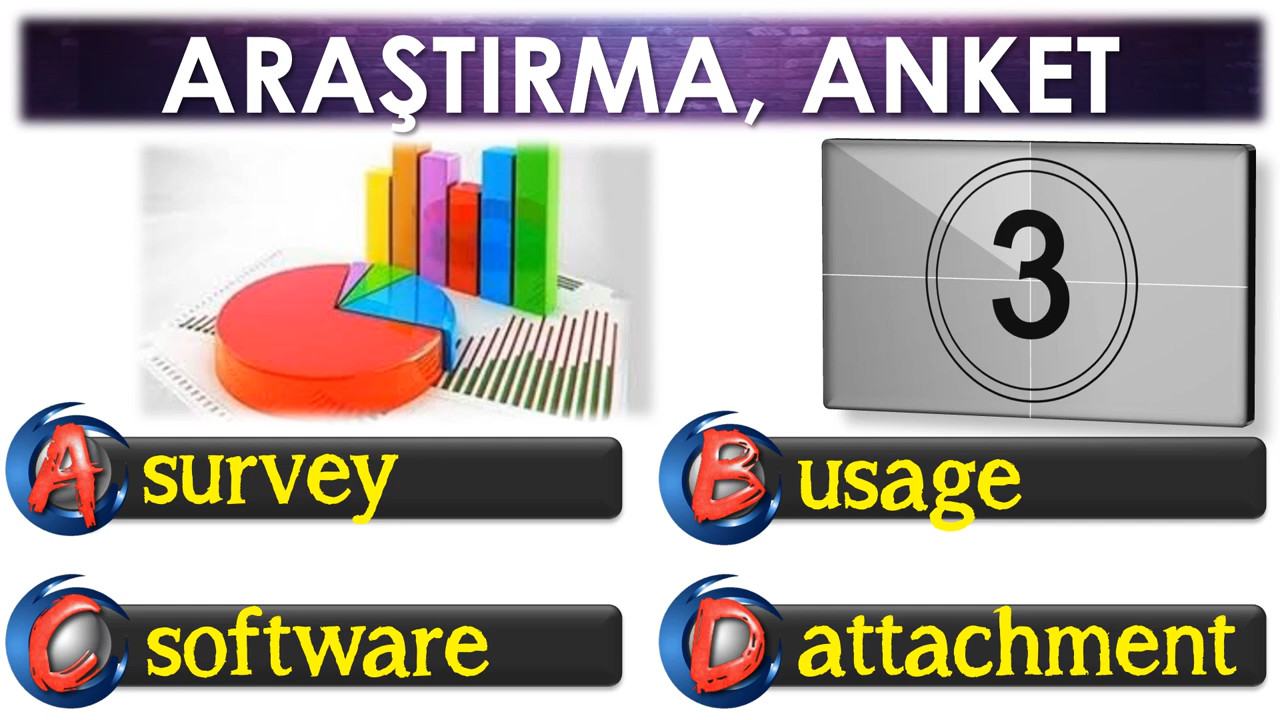 ARAŞTIRMA, ANKET
3
A survey
B usage
C software
D attachment